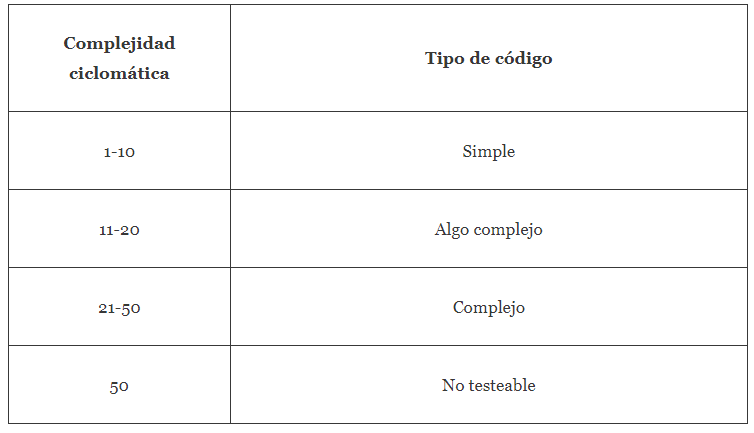 Complejidad
ciclomática
Tipo de código
1-10
Simple
11-20
Algo complejo
21-50
Complejo
50
No testeable